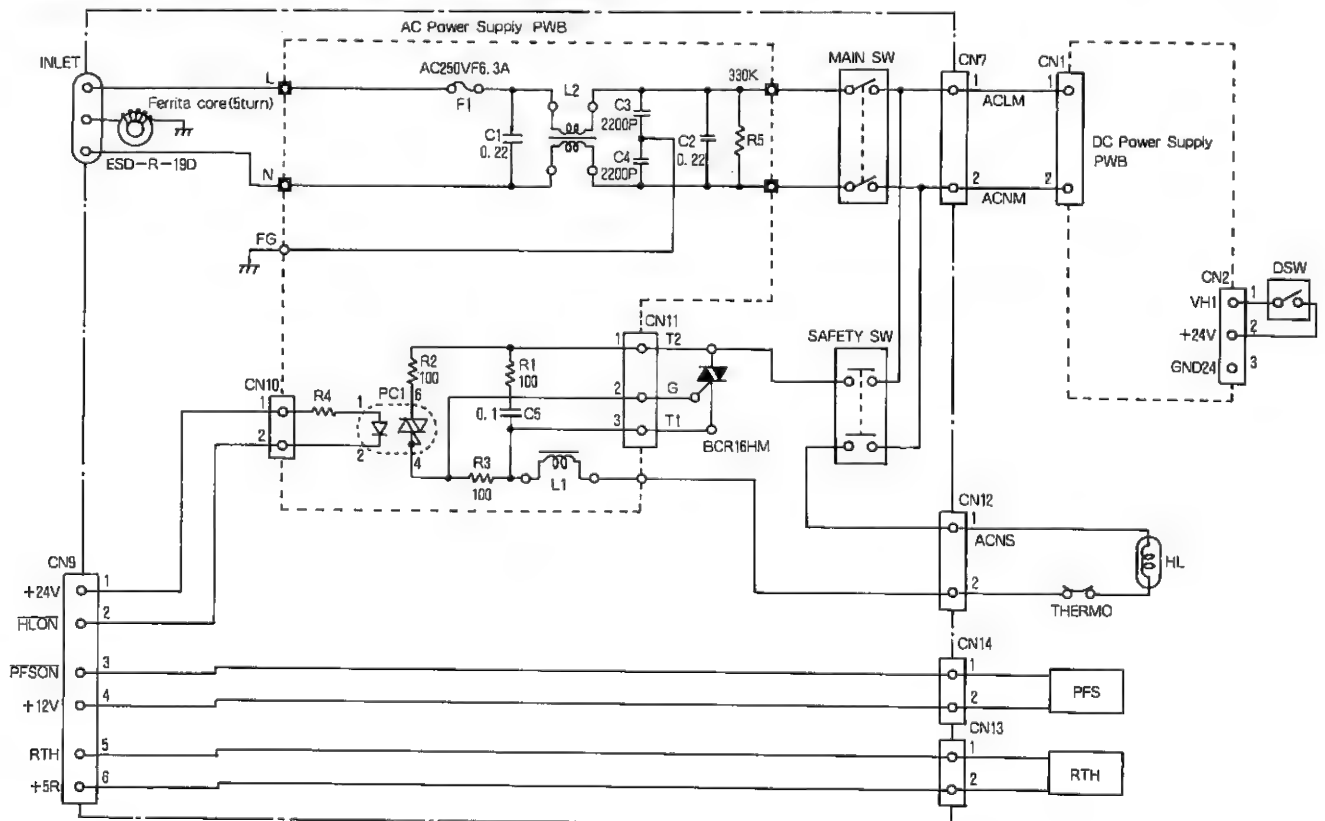 AC Power Supply PWB
INLET
L
AC250VF6.3A
F1
Ferrita core(5turn)
ESD-R-19D
N
C1
0.22
L2
C3
2200P
C4
2200P
C2
0.22
330K
R5
MAIN SW
CN7
1
ACLM
2
ACNM
CN1
1
2
DC Power Supply
PWB
FG
CN2
VH1
1
+24V
2
GND24
3
DSW
CN11
1
T2
2
G
3
T1
BCR16HM
SAFETY SW
R2
100
R1
100
PC1
6
0.1
C5
CN10
1
2
R4
1
2
4
R3
100
L1
CN12
1
ACNS
2
HL
THERMO
CN9
+24V
1
HLON
2
PFSON
3
+12V
4
RTH
5
+5R
6
CN14
1
2
PFS
CN13
1
2
RTH